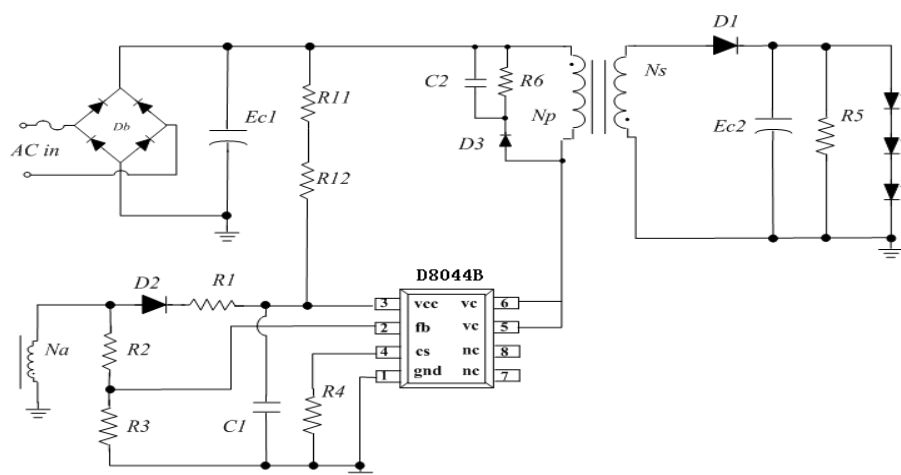 D1
C2
R6
Ns
R11
Ec1
Db
Np
Ec2
R5
AC in
D3
R12
D8044B
D2
R1
3 vcc vc 6
2 fb vc 5
R2
Na
4 cs nc 8
1 gnd nc 7
R4
R3
C1